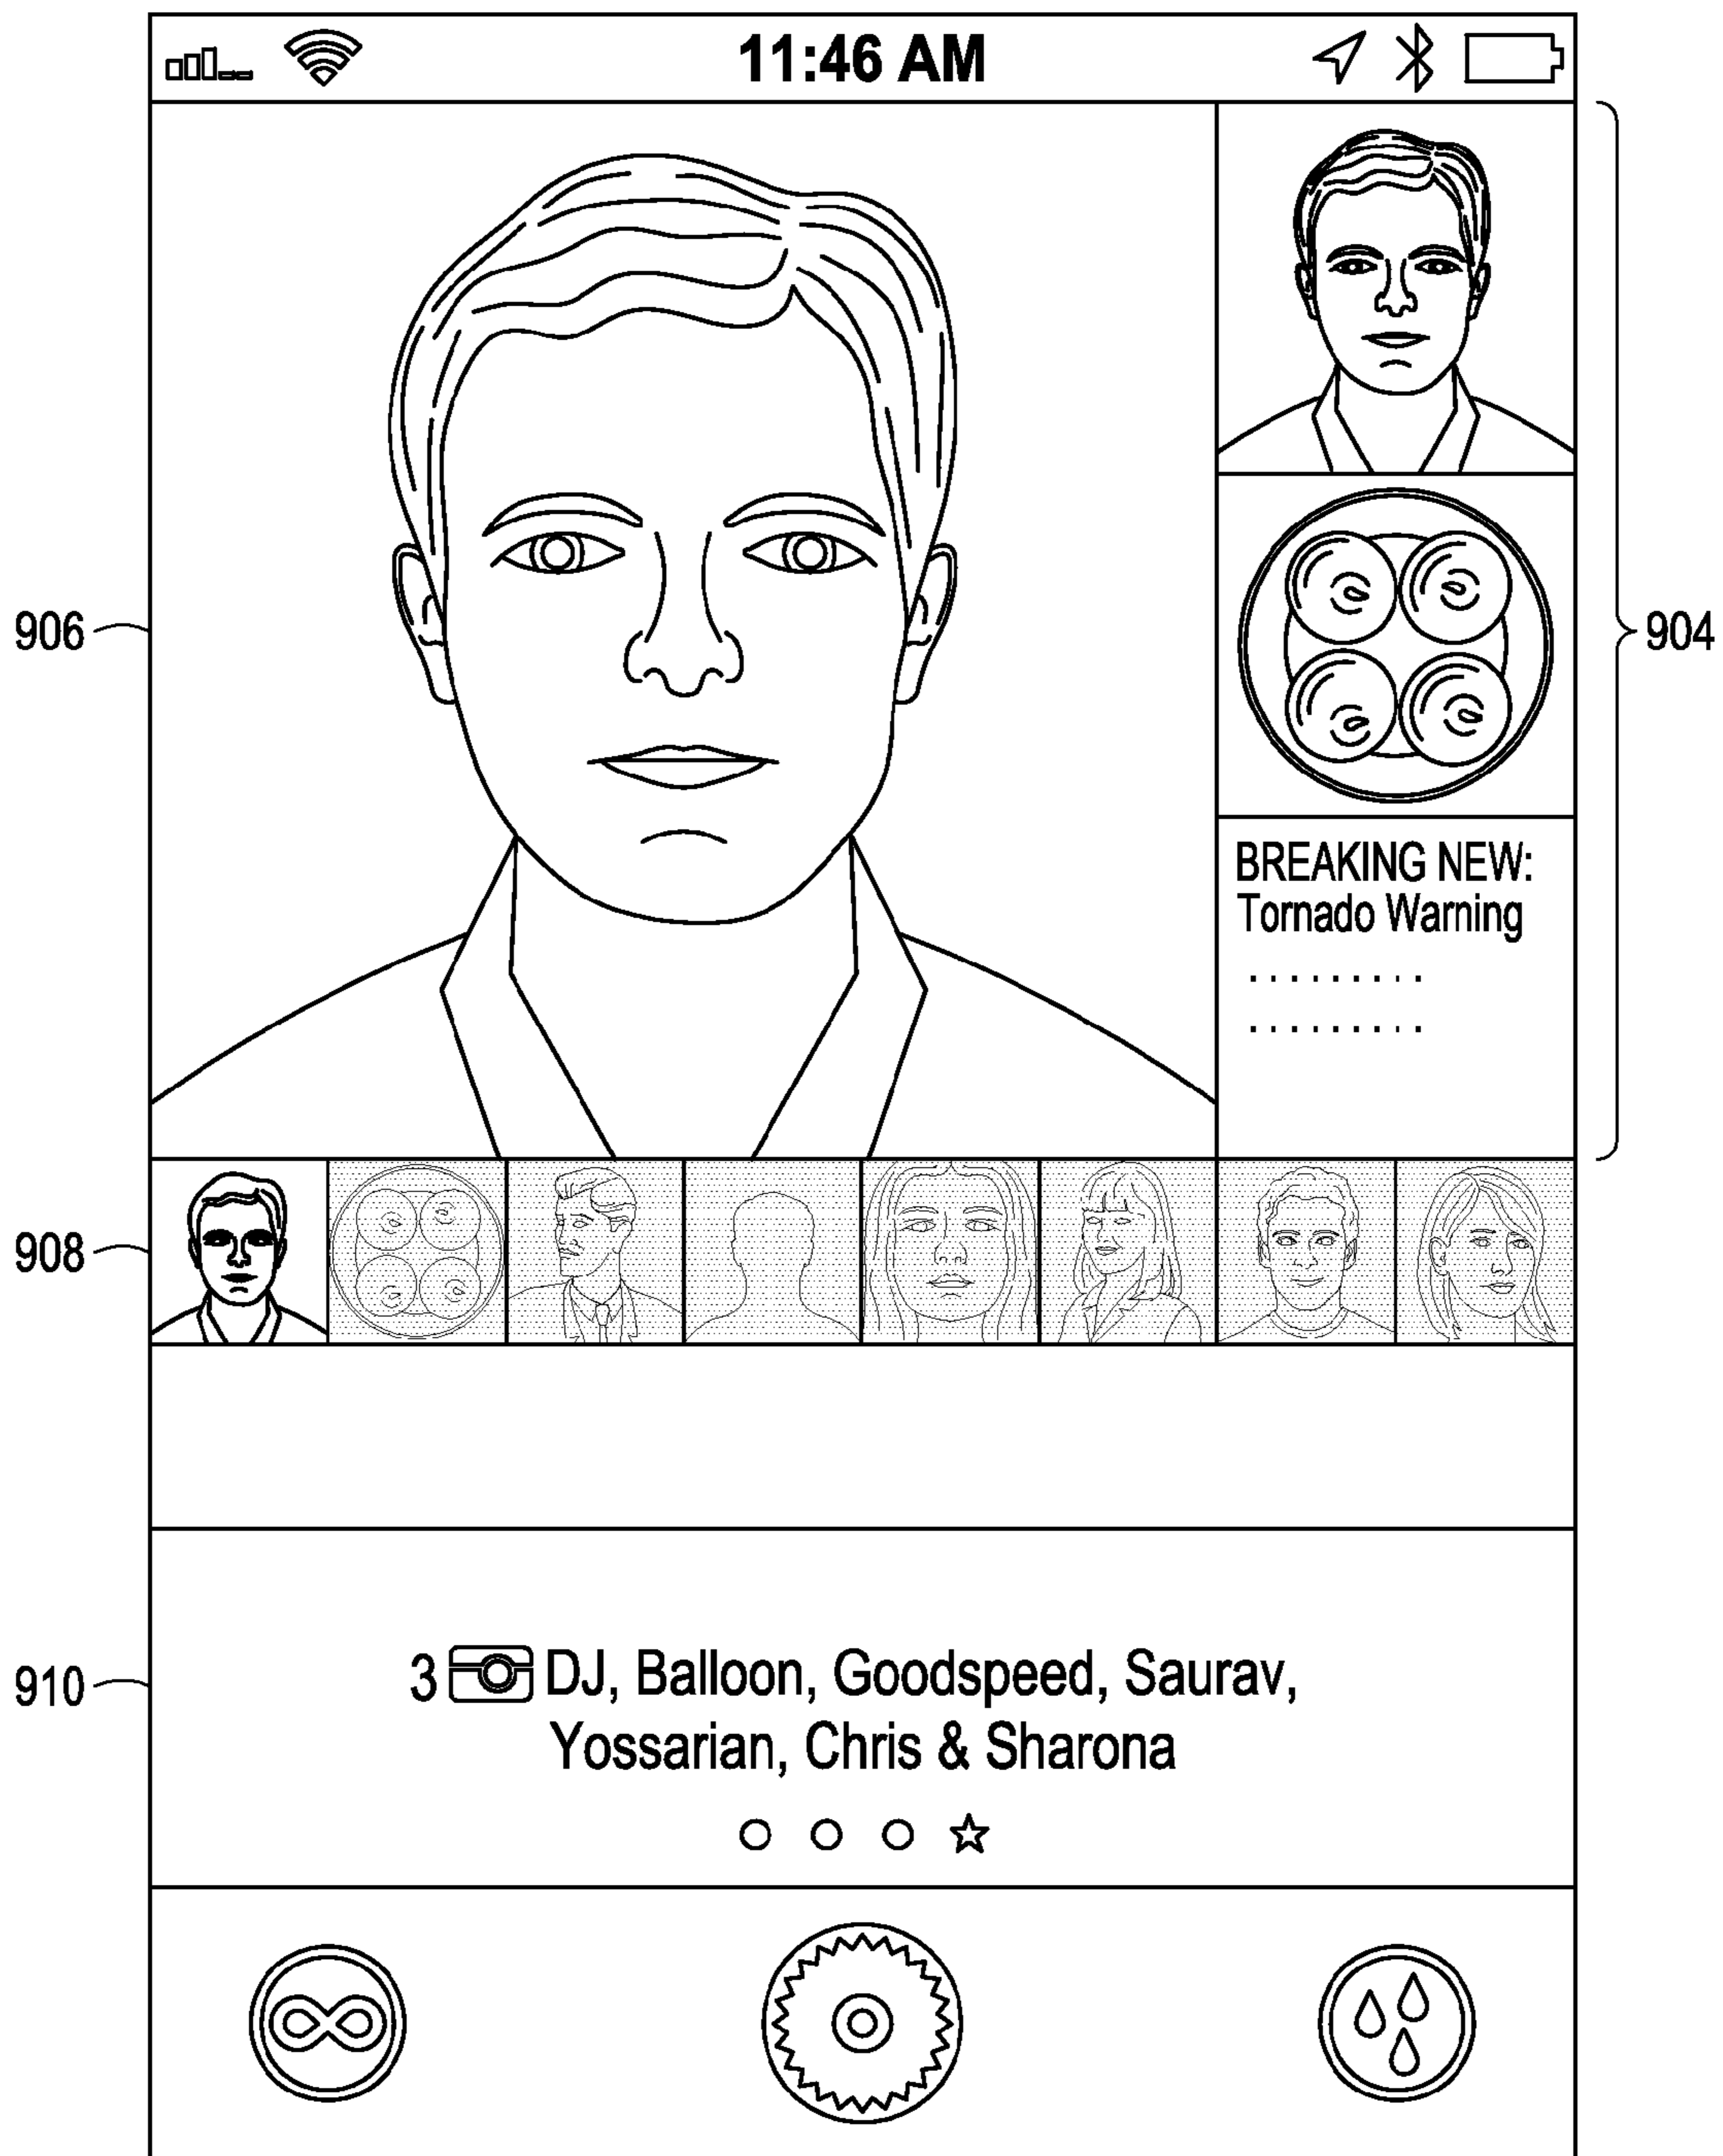 11:46 AM
906
904
BREAKING NEW:
Tornado Warning
908
910
3 DJ, Balloon, Goodspeed, Saurav,
Yossarian, Chris & Sharona